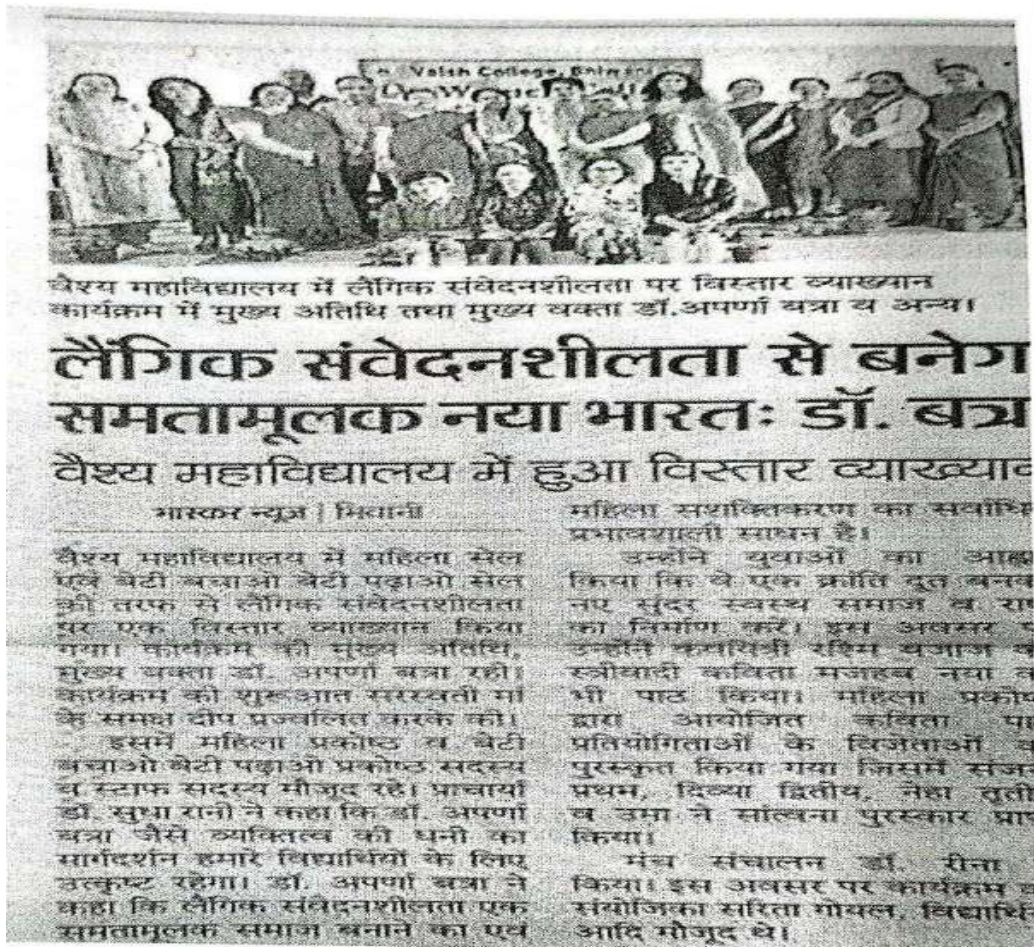 Vaish College, Bhiwani
Women Cell
वैश्य महाविद्यालय में लैंगिक संवेदनशीलता पर विस्तार व्याख्यान
कार्यक्रम में मुख्य अतिथि तथा मुख्य वक्ता डॉ.अपर्णा बत्रा व अन्य।
लैंगिक संवेदनशीलता से बनेग
समतामूलक नया भारतः डॉ. बत्र
वैश्य महाविद्यालय में हुआ विस्तार व्याख्या
भास्कर न्यूज | भिवानी
वैश्य महाविद्यालय में महिला सेल
एवं बेटी बचाओ बेटी पढ़ाओ सेल
की तरफ से लैंगिक संवेदनशीलता
पर एक विस्तार व्याख्यान किया
गया। कार्यक्रम की मुख्य अतिथि,
मुख्य वक्ता डॉ. अपर्णा बत्रा रही।
कार्यक्रम की शुरूआत सरस्वती मां
के समक्ष दीप प्रज्वलित करके की।
इसमें महिला प्रकोष्ठ व बेटी
बचाओ बेटी पढ़ाओ प्रकोष्ठ सदस्य
व स्टाफ सदस्य मौजूद रहे। प्राचार्या
डॉ. सुधा रानी ने कहा कि डॉ. अपर्णा
बत्रा जैसे व्यक्तित्व की धनी का
मार्गदर्शन हमारे विद्यार्थियों के लिए
उत्कृष्ट रहेगा। डॉ. अपर्णा बत्रा ने
कहा कि लैंगिक संवेदनशीलता एक
समतामूलक समाज बनाने का एवं
महिला सशक्तिकरण का सर्वाधि
प्रभावशाली साधन है।
उन्होंने युवाओं का आह्व
किया कि वे एक क्रांति दूत बनक
नए सुंदर स्वस्थ समाज व रा
का निर्माण करें। इस अवसर
उन्होंने कवयित्री रश्मि बजाज क
स्त्रीवादी कविता मजहब नया क
भी पाठ किया। महिला प्रकोष
द्वारा आयोजित कविता पा
प्रतियोगिताओं के विजेताओं क
पुरस्कृत किया गया जिसमें संज
प्रथम, दिव्या द्वितीय, नेहा तृती
व उमा ने सांत्वना पुरस्कार प्रा
किया।
मंच संचालन डॉ. रीना
किया। इस अवसर पर कार्यक्रम
संयोजिका सरिता गोयल, विद्यार्थ
आदि मौजूद थे।